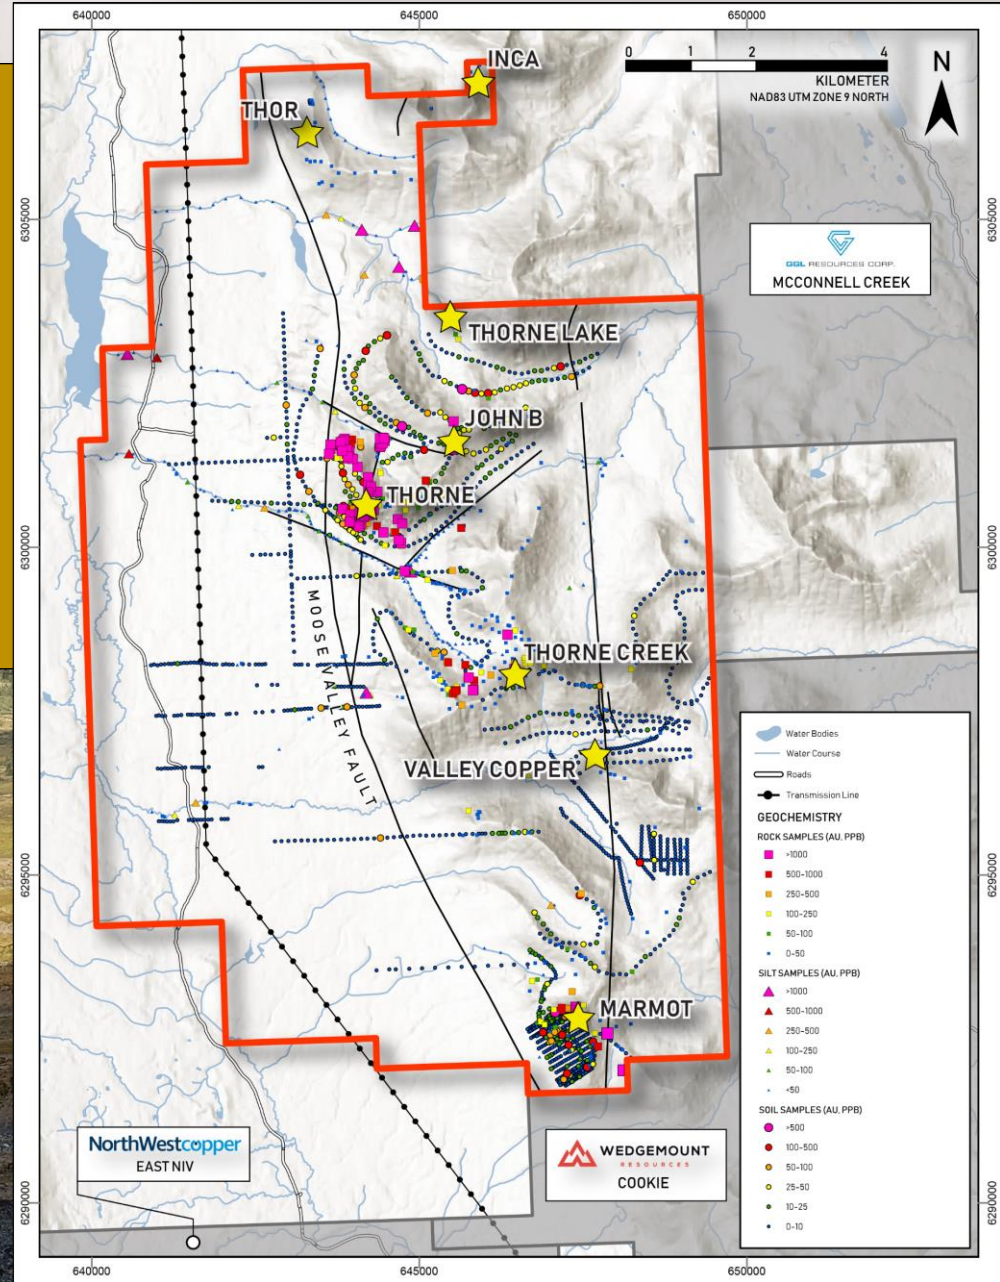 640000 645000 650000
INCA
0 1 2 4
KILOMETER
NAD83 UTM ZONE 9 NORTH
N
THOR
6305000 6305000
GGL RESOURCES CORP.
MCCONNELL CREEK
THORNE LAKE
JOHN B
THORNE
6300000 6300000
MOOSEVALLEY FAULT
THORNE CREEK
VALLEY COPPER
6295000 6295000
MARMOT
Water Bodies
Water Course
Roads
Transmission Line
GEOCHEMISTRY
ROCK SAMPLES (AU, PPB)
>1000
500-1000
250-500
100-250
50-100
0-50
SILT SAMPLES (AU, PPB)
>1000
500-1000
250-500
100-250
50-100
<50
SOIL SAMPLES (AU, PPB)
>500
100-500
50-100
25-50
10-25
0-10
NorthWestcopper
EAST NIV
WEDGEMOUNT
RESOURCES
COOKIE
6290000 6290000
640000 645000 650000